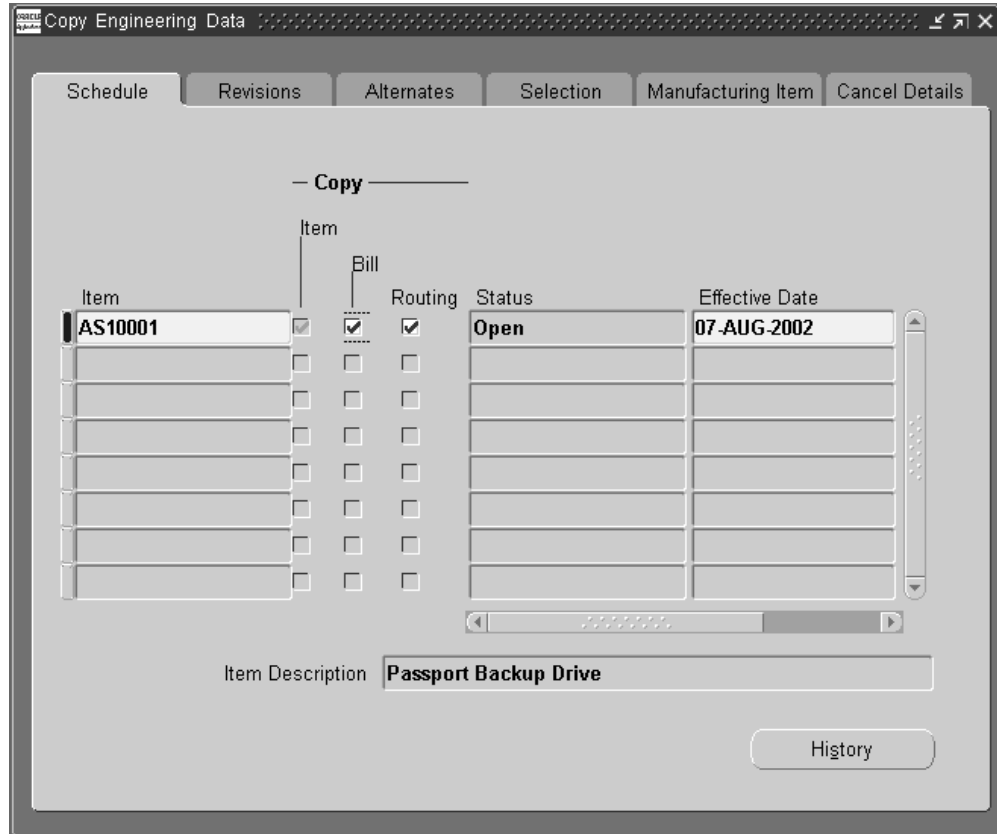 Copy Engineering Data
Schedule Revisions Alternates Selection Manufacturing Item Cancel Details
Copy
Item
Bill
Item Routing Status Effective Date
AS10001 Open 07-AUG-2002
Item Description Passport Backup Drive
History